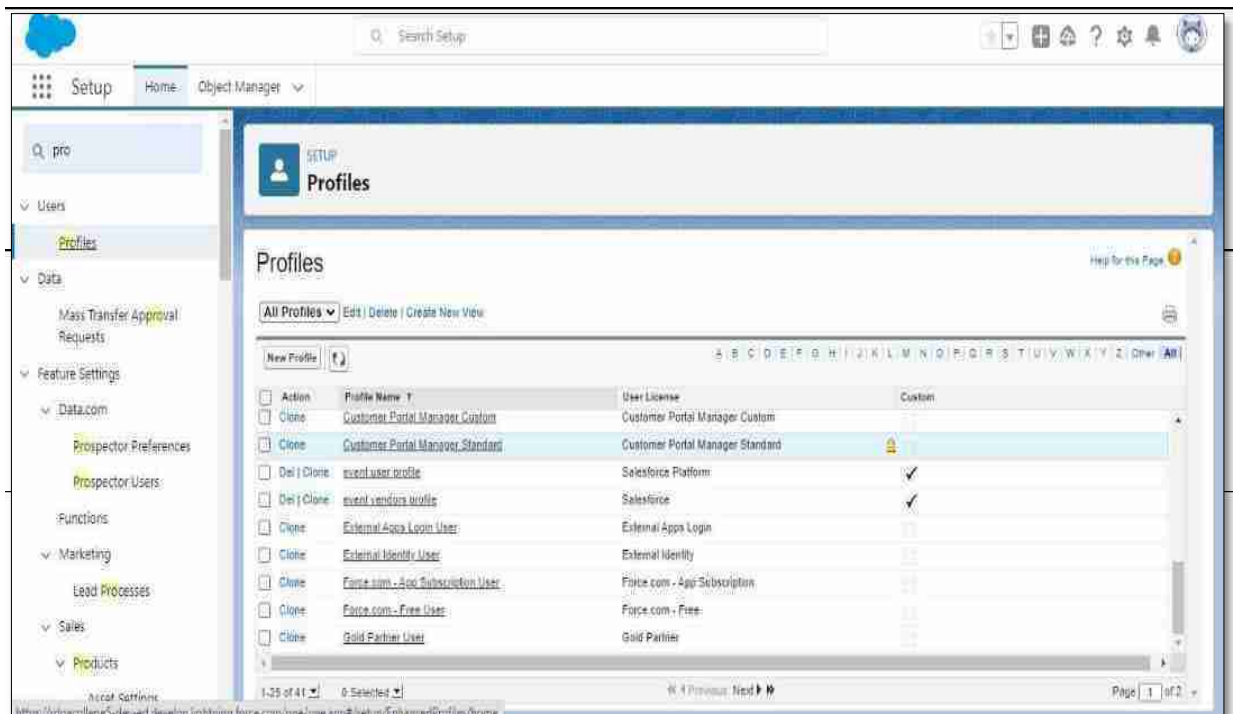 Search Setup
Setup Home Object Manager
pro
Users
Profiles
Data
Mass Transfer Approval
Requests
Feature Settings
Data.com
Prospector Preferences
Prospector Users
Functions
Marketing
Lead Processes
Sales
Products
Asset Settings
SETUP
Profiles
Profiles
Help for this Page
All Profiles Edit | Delete | Create New View
New Profile
A | B | C | D | E | F | G | H | I | J | K | L | M | N | O | P | Q | R | S | T | U | V | W | X | Y | Z | Other | All
Action Profile Name ↑ User License Custom
Clone Customer Portal Manager Custom Customer Portal Manager Custom
Clone Customer Portal Manager Standard Customer Portal Manager Standard
Del | Clone event user profile Salesforce Platform ✓
Del | Clone event vendors profile Salesforce ✓
Clone External Apps Login User External Apps Login
Clone External Identity User External Identity
Clone Force.com - App Subscription User Force.com - App Subscription
Clone Force.com - Free User Force.com - Free
Clone Gold Partner User Gold Partner
1-25 of 41 0 Selected Previous Next Page 1 of 2